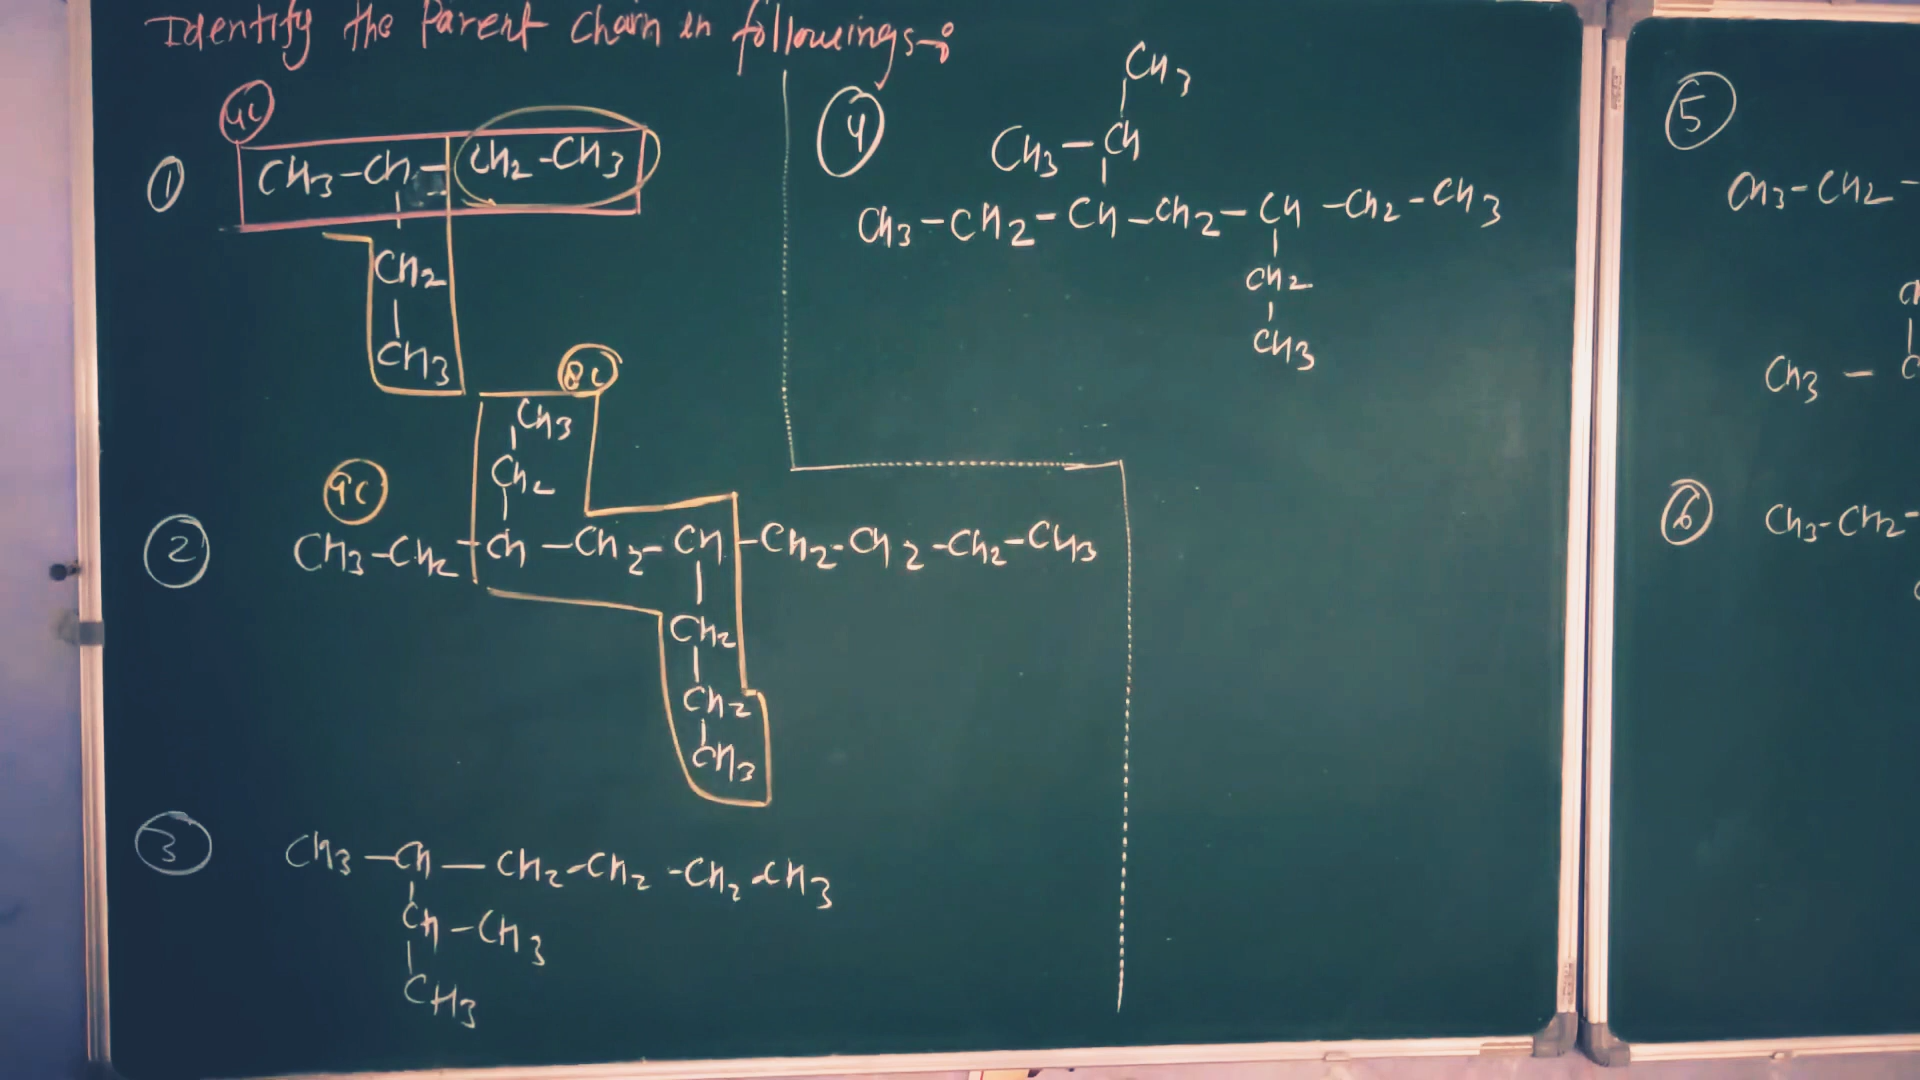 Identify the Parent Chain in followings-:
4C
①
CH3-CH-CH2-CH3
|
CH2
|
CH3
8C
CH3
|
CH2
|
9C
②
CH3-CH2-CH-CH2-CH-CH2-CH2-CH2-CH3
|
CH2
|
CH2
|
CH3
③
CH3-CH-CH2-CH2-CH2-CH3
|
CH-CH3
|
CH3
④
CH3
|
CH3-CH
|
CH3-CH2-CH-CH2-CH-CH2-CH3
|
CH2
|
CH3
⑤
CH3-CH2-
|
CH3-C
⑥
CH3-CH2-